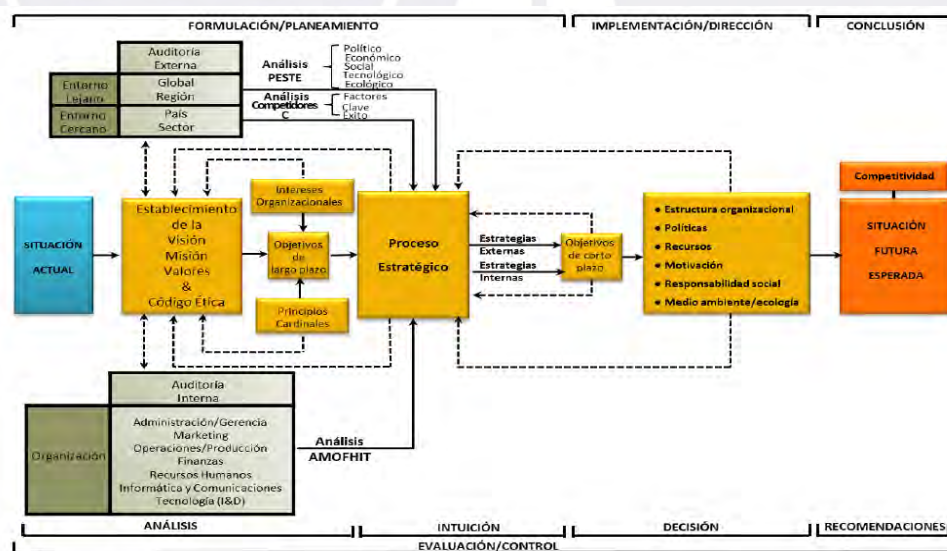 FORMULACIÓN/PLANEAMIENTO
IMPLEMENTACIÓN/DIRECCIÓN
CONCLUSIÓN
Auditoría
Externa
Entorno
Lejano
Global
Región
Entorno
Cercano
País
Sector
Análisis
PESTE
Político
Económico
Social
Tecnológico
Ecológico
Análisis
Competidores
C
Factores
Clave
Exito
SITUACIÓN
ACTUAL
Establecimiento
de la
Visión
Misión
Valores
&
Código Ética
Intereses
Organizacionales
Objetivos
de
largo plazo
Principios
Cardinales
Proceso
Estratégico
Estrategias
Externas
Estrategias
Internas
Objetivos
de corto
plazo
• Estructura organizacional
• Políticas
• Recursos
• Motivación
• Responsabilidad social
• Medio ambiente/ecología
Competitividad
SITUACIÓN
FUTURA
ESPERADA
Auditoría
Interna
Organización
Administración/Gerencia
Marketing
Operaciones/Producción
Finanzas
Recursos Humanos
Informática y Comunicaciones
Tecnología (I&D)
Análisis
AMOFHIT
ANÁLISIS
INTUICIÓN
DECISIÓN
RECOMENDACIONES
EVALUACIÓN/CONTROL